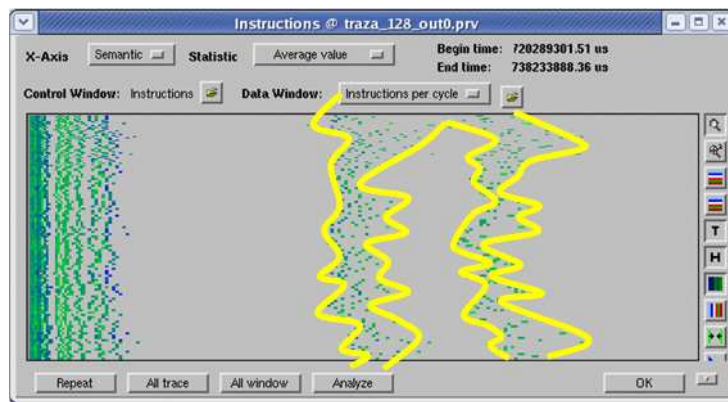 Instructions @ traza_128_out0.prv
X-Axis Semantic Statistic Average value Begin time: 720289301.51 us
End time: 738233888.36 us
Control Window: Instructions Data Window: Instructions per cycle
T
H
Repeat All trace All window Analyze OK